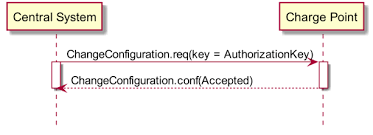 Central System
Charge Point
ChangeConfiguration.req(key = AuthorizationKey)
ChangeConfiguration.conf(Accepted)